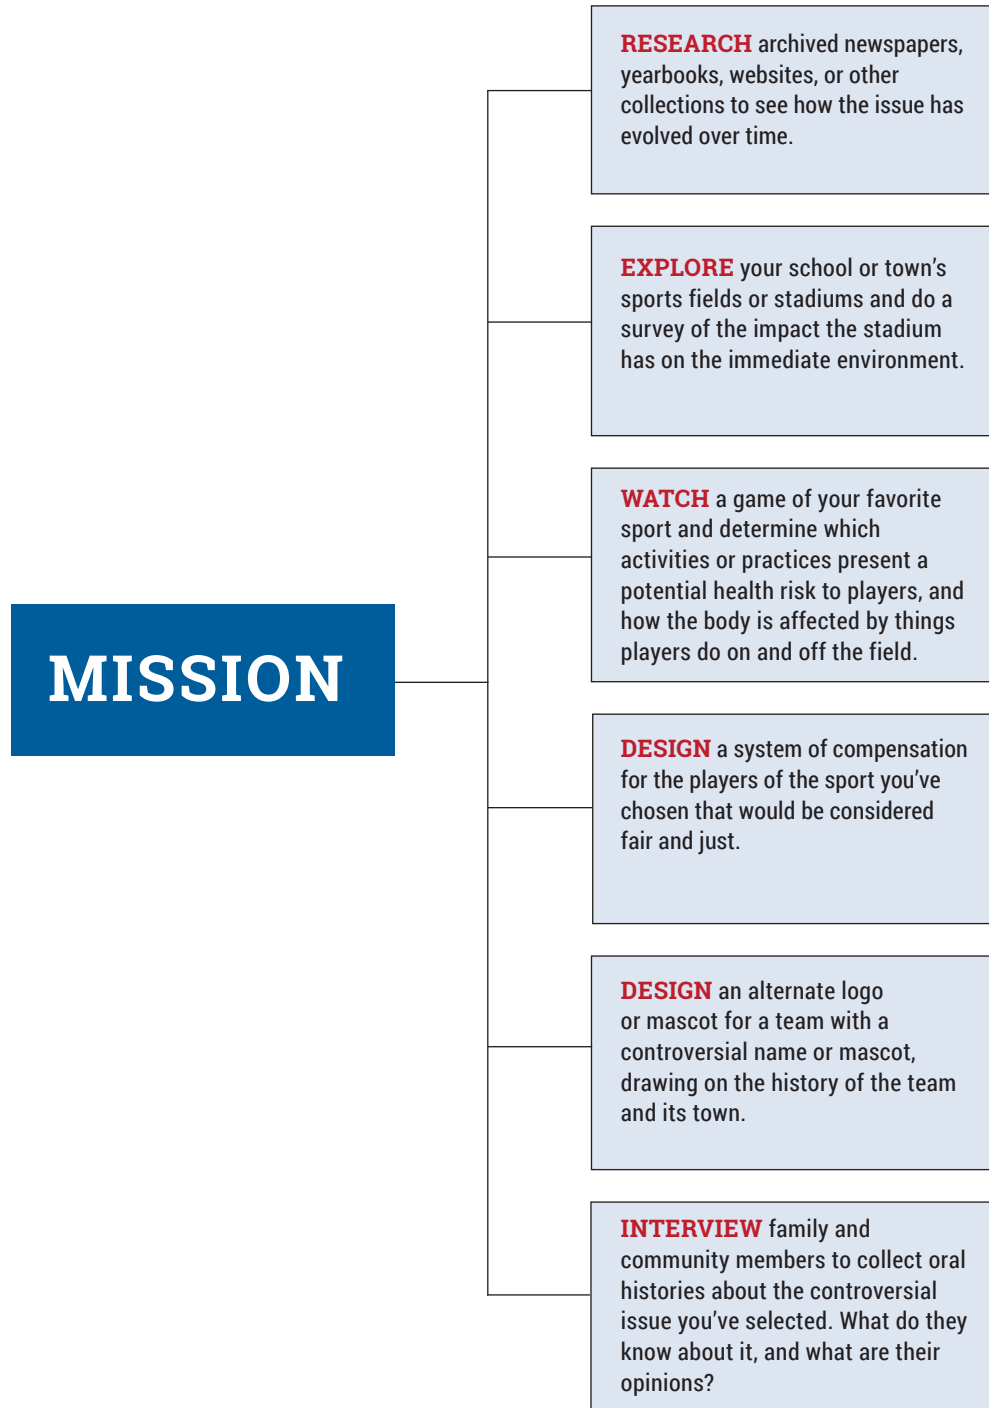 RESEARCH archived newspapers,
yearbooks, websites, or other
collections to see how the issue has
evolved over time.
EXPLORE your school or town’s
sports fields or stadiums and do a
survey of the impact the stadium
has on the immediate environment.
WATCH a game of your favorite
sport and determine which
activities or practices present a
potential health risk to players, and
how the body is affected by things
players do on and off the field.
MISSION
DESIGN a system of compensation
for the players of the sport you’ve
chosen that would be considered
fair and just.
DESIGN an alternate logo
or mascot for a team with a
controversial name or mascot,
drawing on the history of the team
and its town.
INTERVIEW family and
community members to collect oral
histories about the controversial
issue you’ve selected. What do they
know about it, and what are their
opinions?